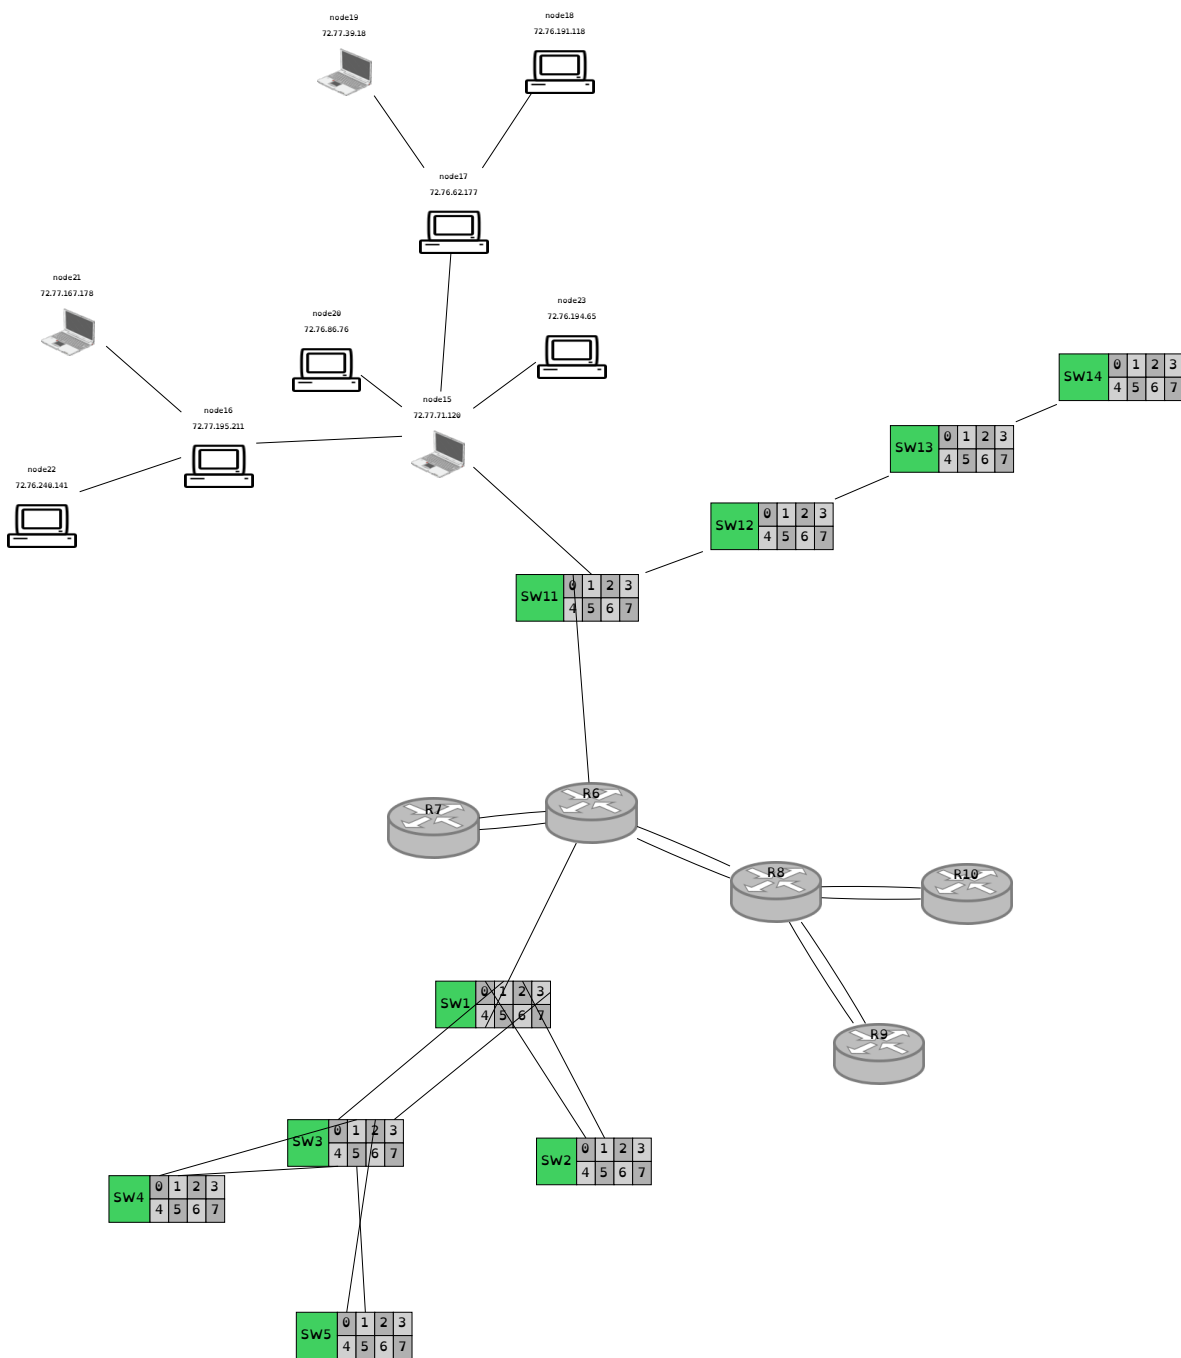 node19
72.77.39.18
node18
72.76.191.118
node17
72.76.62.177
node21
72.77.167.178
node20
72.76.86.76
node23
72.76.194.65
node15
72.77.71.120
node16
72.77.195.211
node22
72.76.240.141
SW14 0 1 2 3
4 5 6 7
SW13 0 1 2 3
4 5 6 7
SW12 0 1 2 3
4 5 6 7
SW11 0 1 2 3
4 5 6 7
R6
R7
R8
R10
R9
SW1 0 1 2 3
4 5 6 7
SW3 0 1 2 3
4 5 6 7
SW2 0 1 2 3
4 5 6 7
SW4 0 1 2 3
4 5 6 7
SW5 0 1 2 3
4 5 6 7